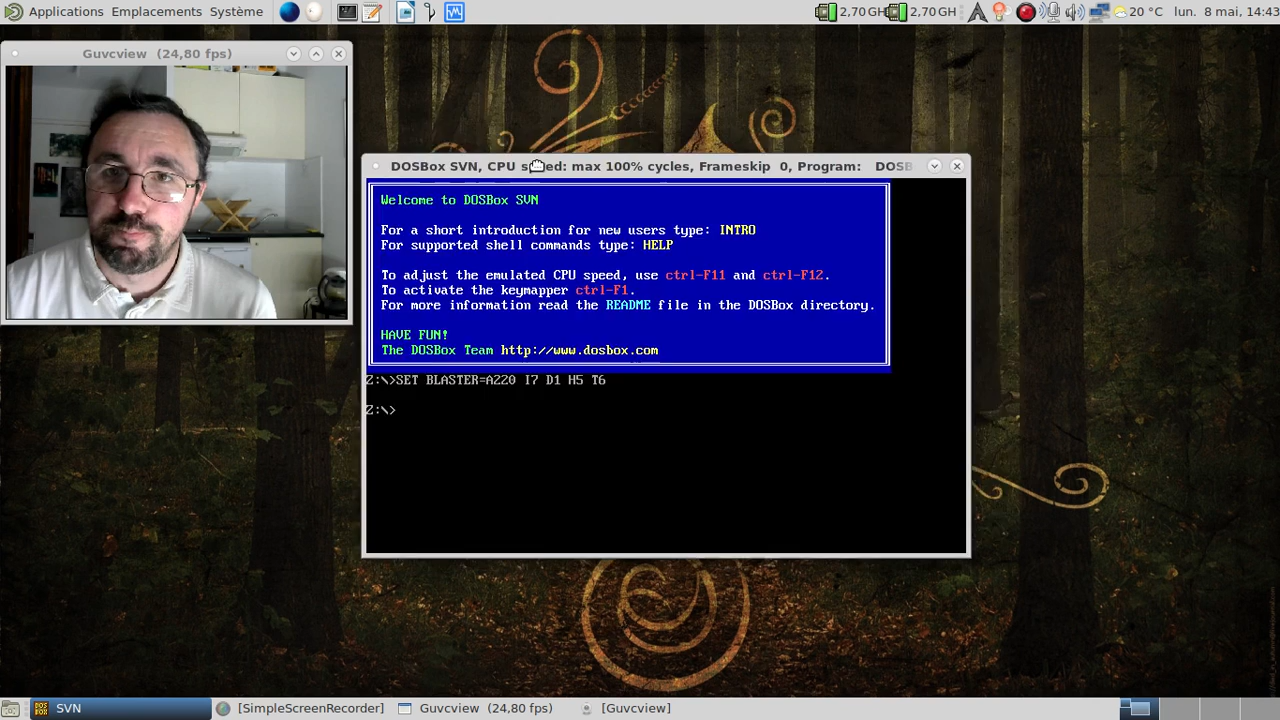 Applications Emplacements Système
2,70 GH 2,70 GH 20 °C lun. 8 mai, 14:43
Guvcview (24,80 fps)
DOSBox SVN, CPU s ed: max 100% cycles, Frameskip 0, Program: DOSB
Welcome to DOSBox SVN
For a short introduction for new users type: INTRO
For supported shell commands type: HELP
To adjust the emulated CPU speed, use ctrl-F11 and ctrl-F12.
To activate the keymapper ctrl-F1.
For more information read the README file in the DOSBox directory.
HAVE FUN!
The DOSBox Team http://www.dosbox.com
Z:\>SET BLASTER=A220 I7 D1 H5 T6
Z:\>
DOS BOX SVN [SimpleScreenRecorder] Guvcview (24,80 fps) [Guvcview]